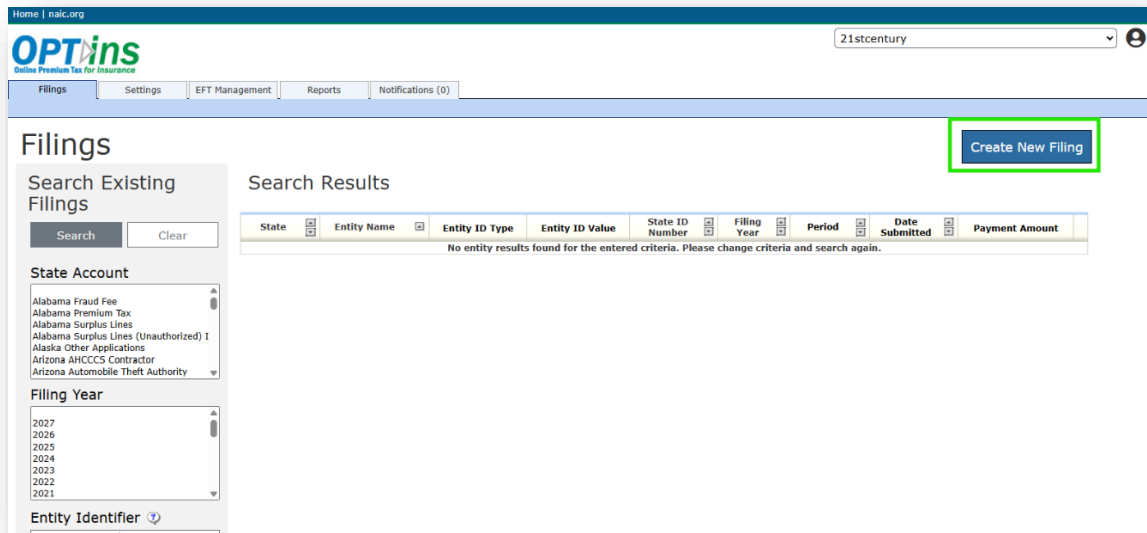 Home | naic.org
OPTins
Online Premium Tax for Insurance
21stcentury
Filings
Settings
EFT Management
Reports
Notifications (0)
Filings
Create New Filing
Search Existing
Filings
Search
Clear
State Account
Alabama Fraud Fee
Alabama Premium Tax
Alabama Surplus Lines
Alabama Surplus Lines (Unauthorized) I
Alaska Other Applications
Arizona AHCCCS Contractor
Arizona Automobile Theft Authority
Filing Year
2027
2026
2025
2024
2023
2022
2021
Entity Identifier
Search Results
State
Entity Name
Entity ID Type
Entity ID Value
State ID
Number
Filing
Year
Period
Date
Submitted
Payment Amount
No entity results found for the entered criteria. Please change criteria and search again.